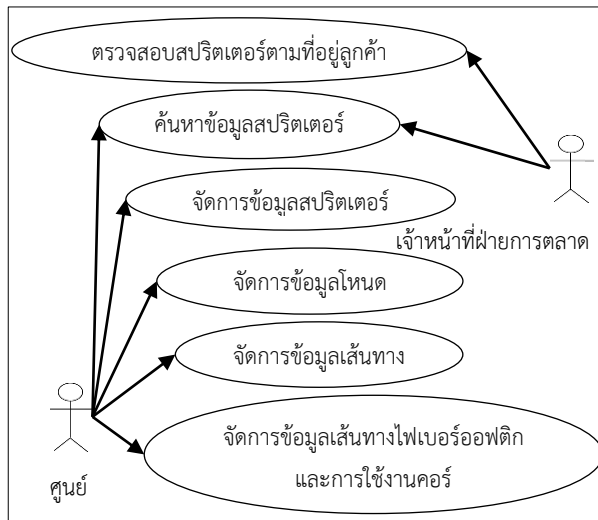 ตรวจสอบสปริตเตอร์ตามที่อยู่ลูกค้า
ค้นหาข้อมูลสปริตเตอร์
จัดการข้อมูลสปริตเตอร์
เจ้าหน้าที่ฝ่ายการตลาด
จัดการข้อมูลโหนด
จัดการข้อมูลเส้นทาง
จัดการข้อมูลเส้นทางไฟเบอร์ออฟติก
และการใช้งานคอร์
ศูนย์